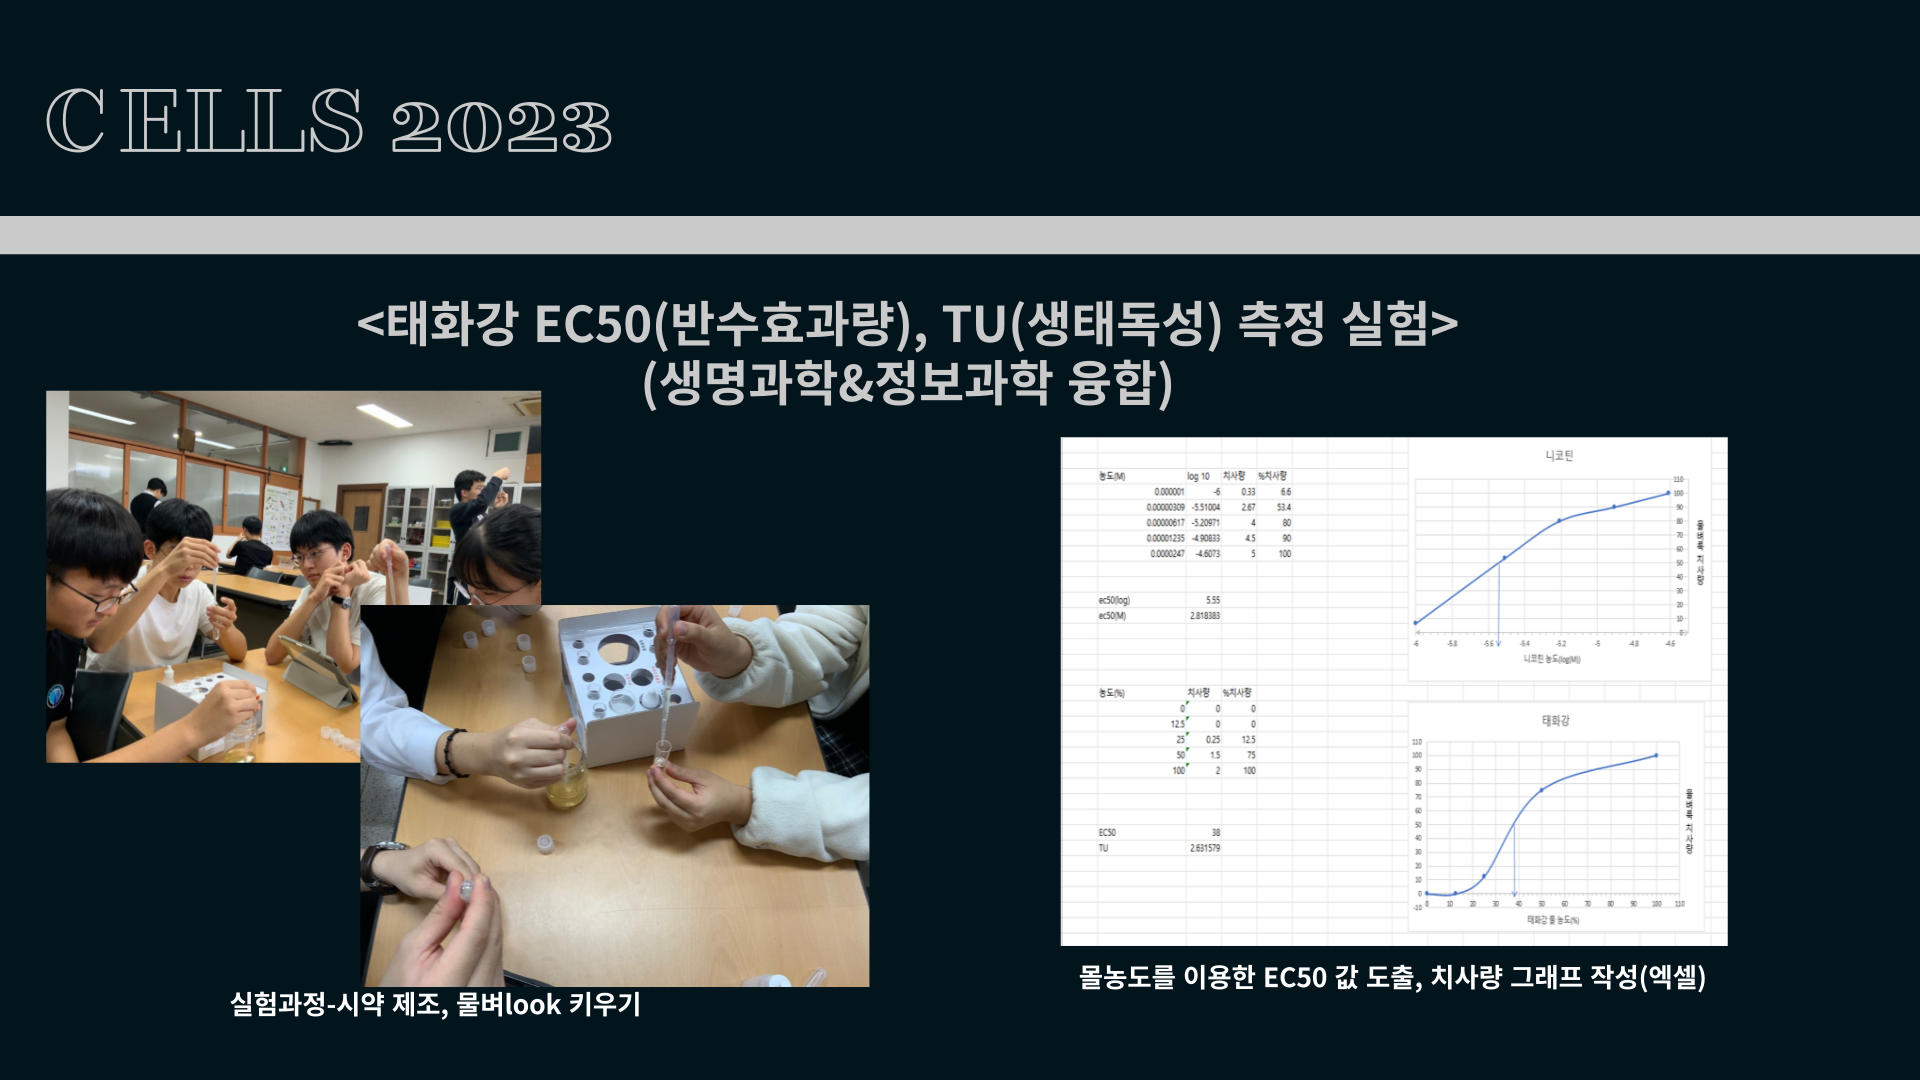 CELLS 2023
<태화강 EC50(반수효과량), TU(생태독성) 측정 실험>
(생명과학&정보과학 융합)
농도(M) log 10 치사량 %치사량
0.000001 -6 0.33 6.6
0.00000309 -5.51004 2.67 53.4
0.00000617 -5.20971 4 80
0.00001235 -4.90833 4.5 90
0.0000247 -4.6073 5 100
ec50(log) 5.55
ec50(M) 2.818383
농도(%) 치사량 %치사량
0 0 0
12.5 0 0
25 0.25 12.5
50 1.5 75
100 2 100
EC50 38
TU 2.631579
니코틴
110
100
90
80
70
60
50
40
30
20
10
0
물벼룩 치사량
-6 -5.8 -5.6 -5.4 -5.2 -5 -4.8 -4.6
니코틴 농도(log(M))
태화강
110
100
90
80
70
60
50
40
30
20
10
0
-10
물벼룩 치사량
0 10 20 30 40 50 60 70 80 90 100 110
태화강 물 농도(%)
실험과정-시약 제조, 물벼look 키우기
몰농도를 이용한 EC50 값 도출, 치사량 그래프 작성(엑셀)